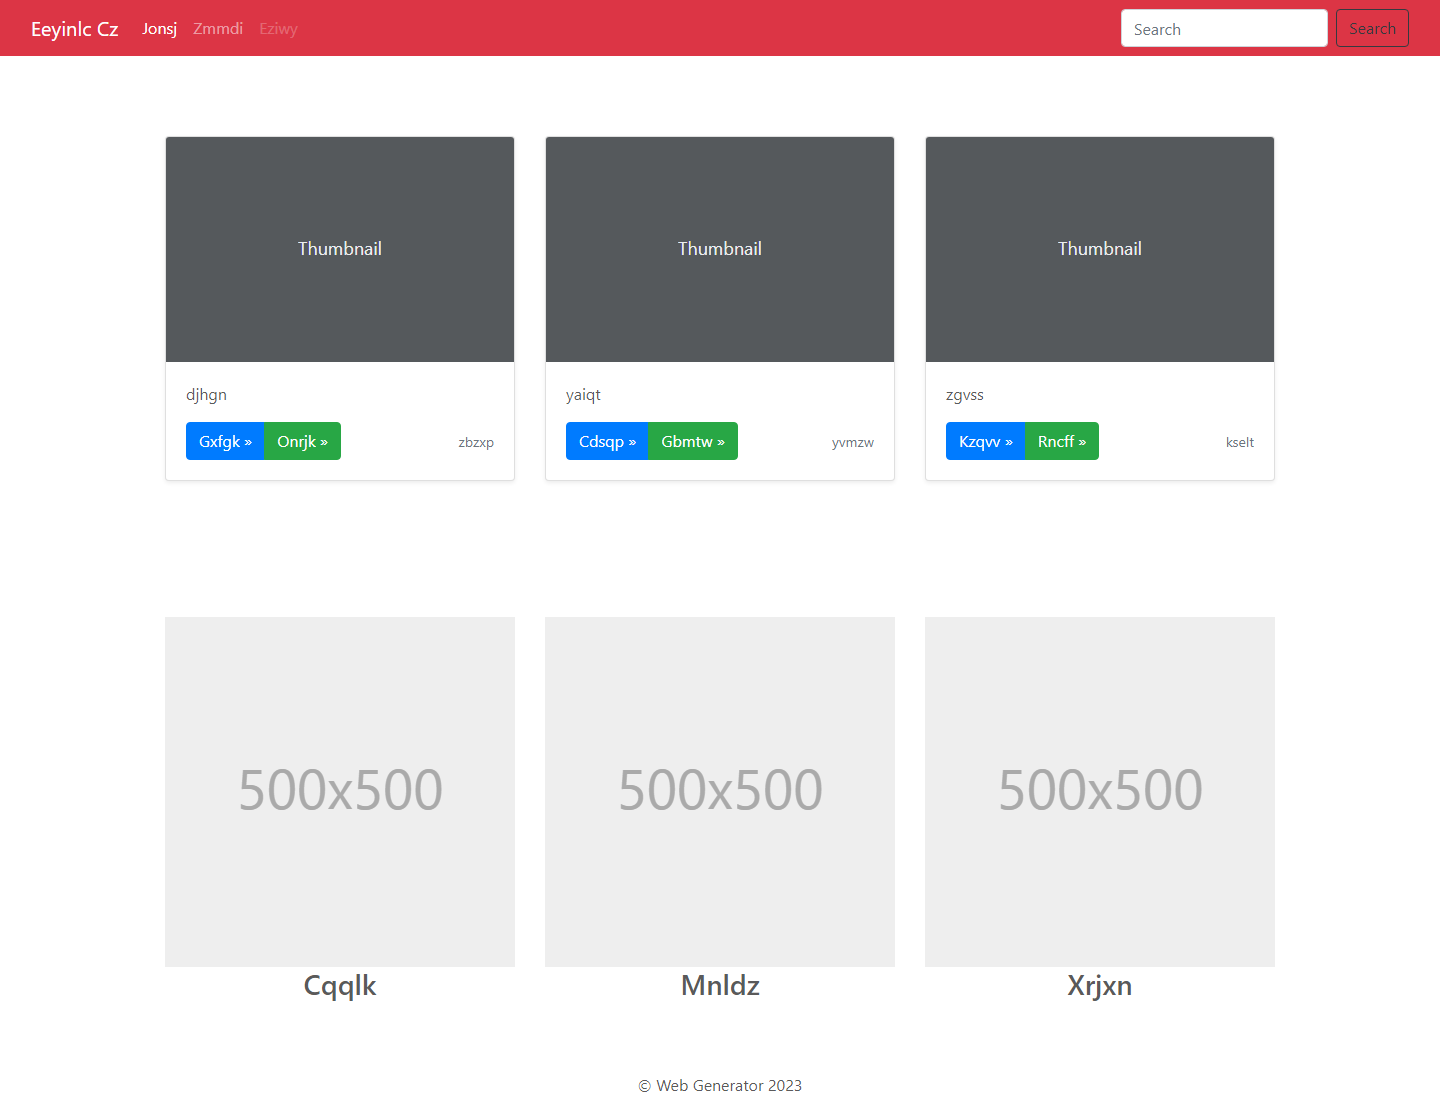 Eeyinlc Cz Jonsj Zmmdi Eziwy Search Search
Thumbnail Thumbnail Thumbnail
djhgn yaiqt zgvss
Gxfgk » Onrjk » zbzxp Cdsqp » Gbmtw » yvmzw Kzqvv » Rncff » kselt
500x500 500x500 500x500
Cqqlk Mnldz Xrjxn
© Web Generator 2023